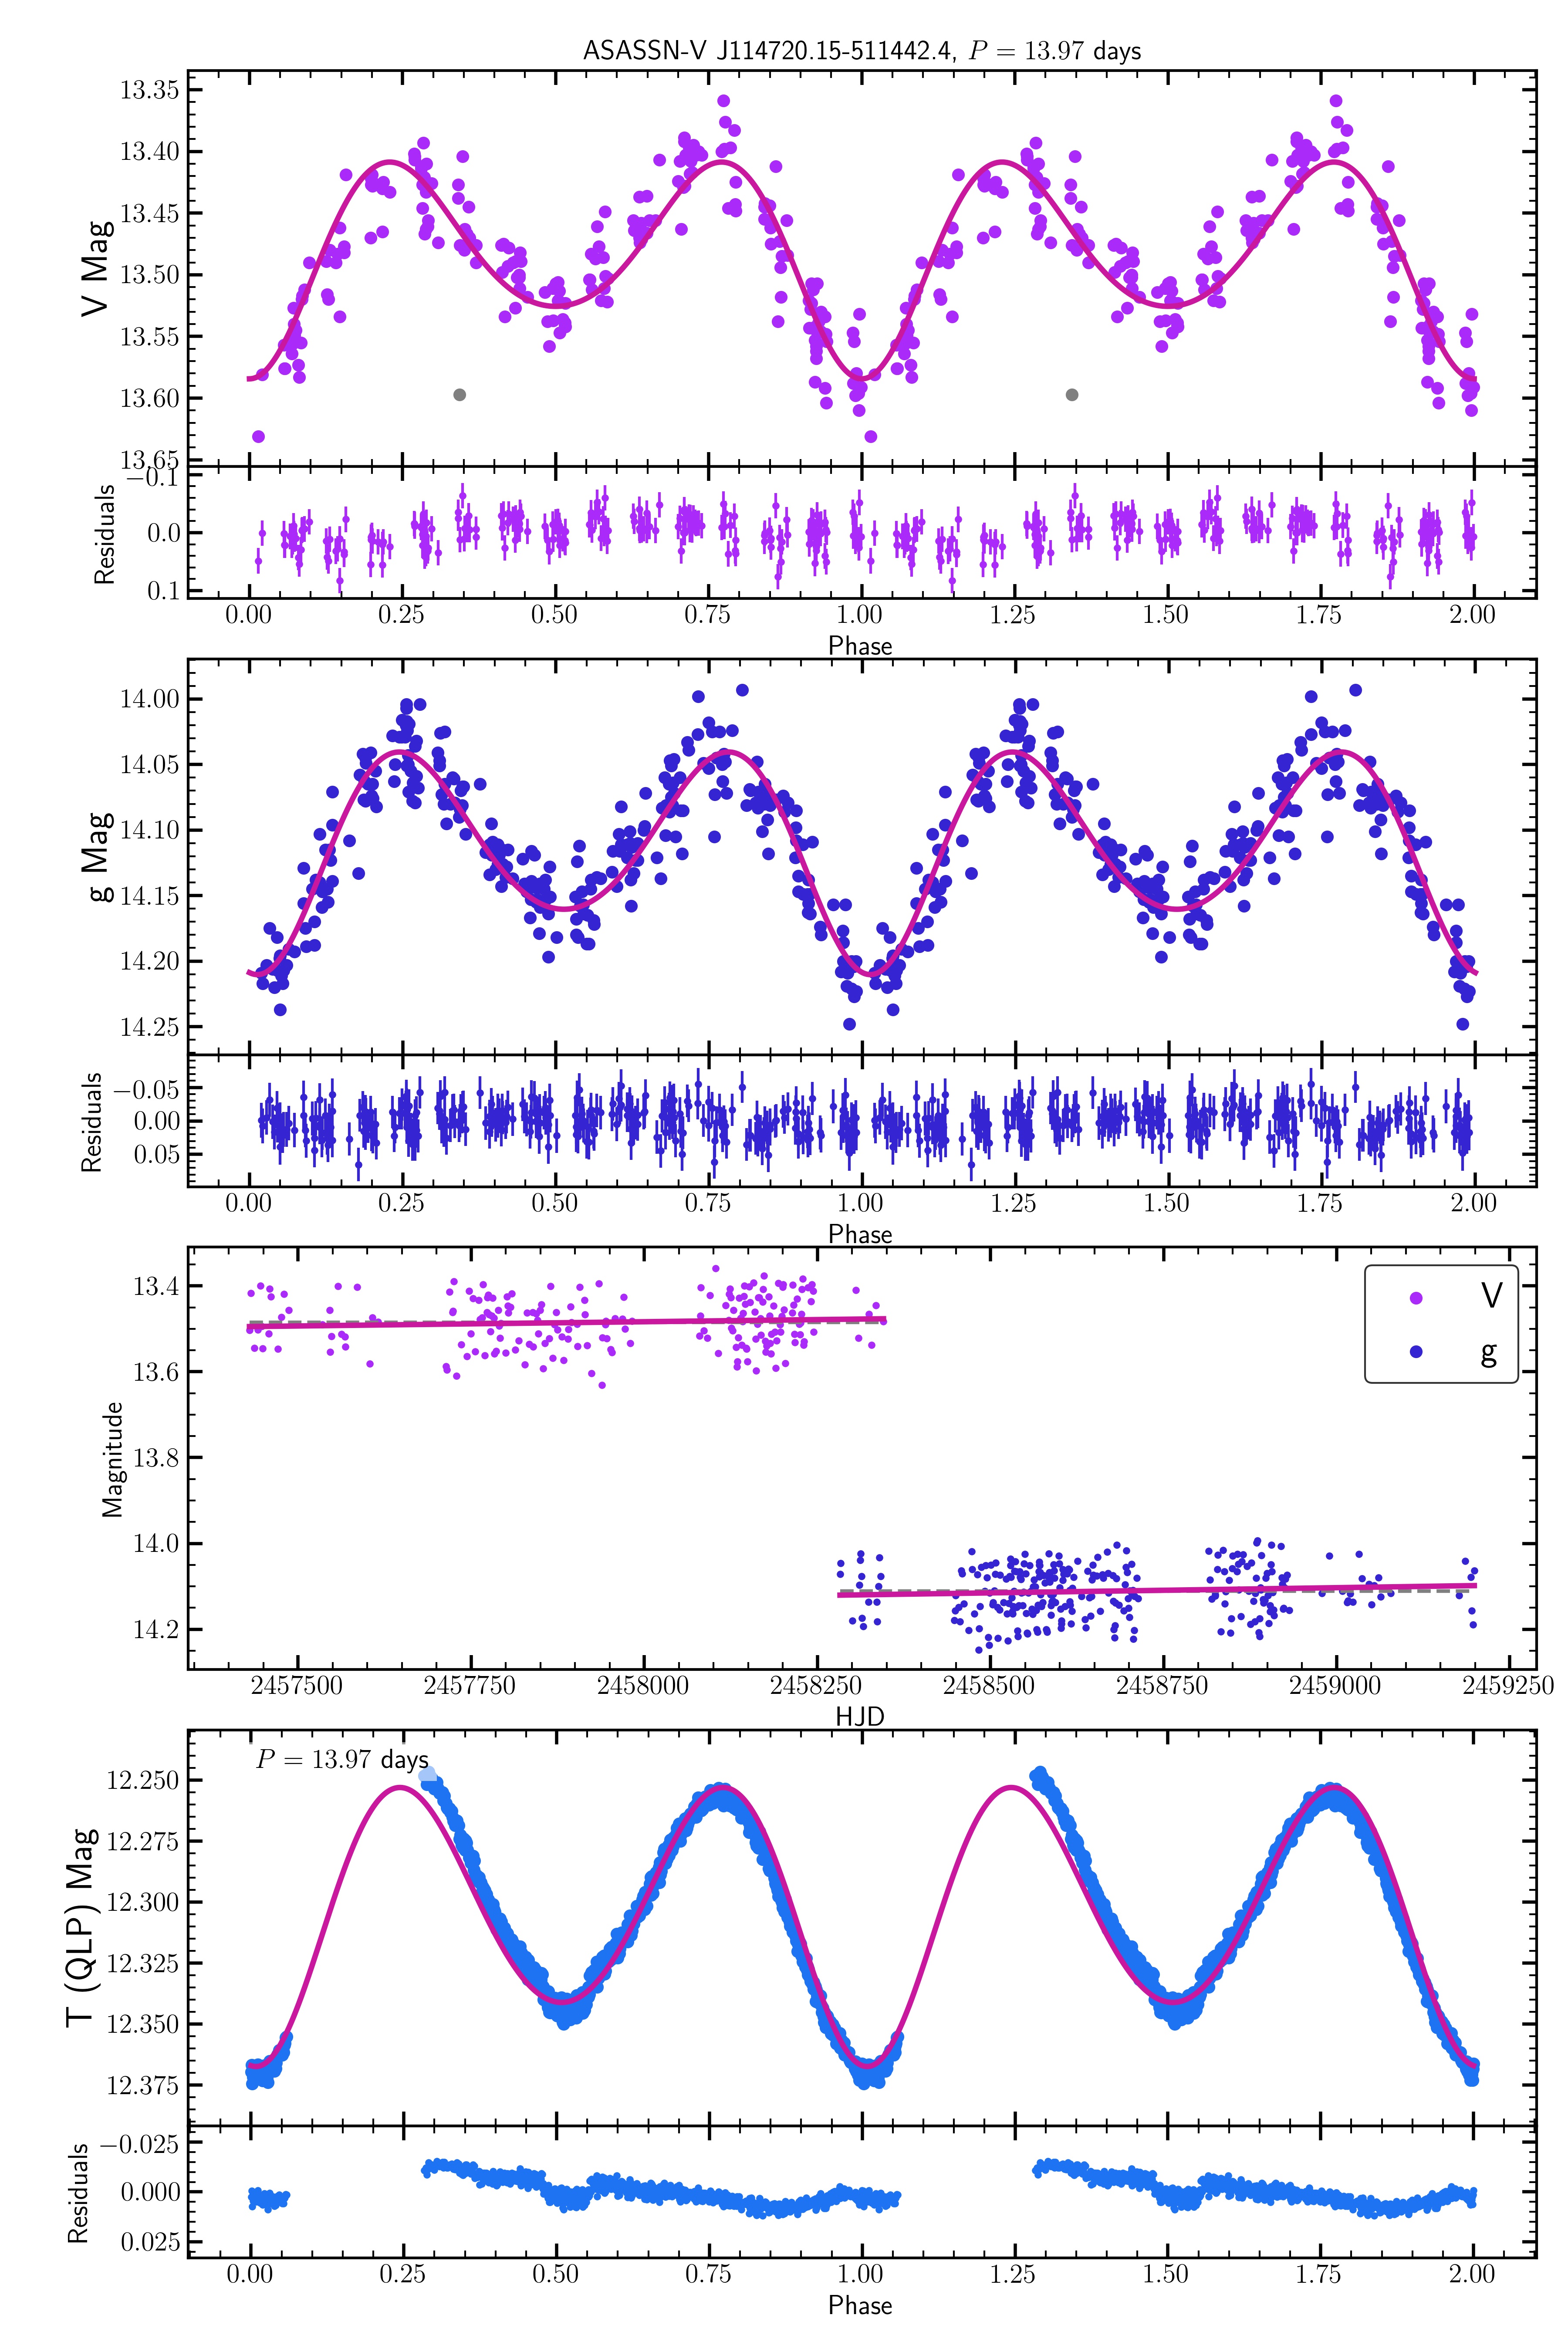 ASASSN-V J114720.15-511442.4, P = 13.97 days
13.35
13.40
13.45
13.50
13.55
13.60
13.65
V Mag
−0.1
0.0
0.1
Residuals
0.00 0.25 0.50 0.75 1.00 1.25 1.50 1.75 2.00
Phase
14.00
14.05
14.10
14.15
14.20
14.25
g Mag
−0.05
0.00
0.05
Residuals
0.00 0.25 0.50 0.75 1.00 1.25 1.50 1.75 2.00
Phase
13.4
13.6
13.8
14.0
14.2
Magnitude
V
g
2457500 2457750 2458000 2458250 2458500 2458750 2459000 2459250
HJD
P = 13.97 days
12.250
12.275
12.300
12.325
12.350
12.375
T (QLP) Mag
−0.025
0.000
0.025
Residuals
0.00 0.25 0.50 0.75 1.00 1.25 1.50 1.75 2.00
Phase